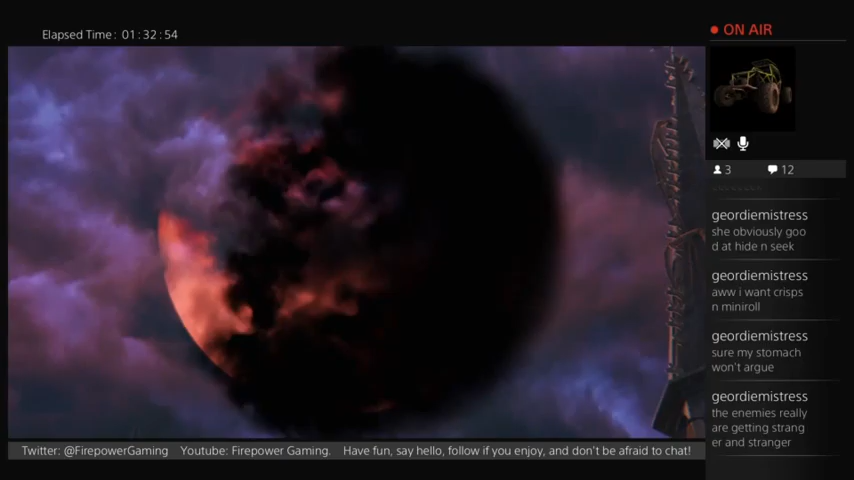 Elapsed Time: 01:32:54
ON AIR
3 12
geordiemistress
she obviously goo
d at hide n seek
geordiemistress
aww i want crisps
n miniroll
geordiemistress
sure my stomach
won't argue
geordiemistress
the enemies really
are getting strang
er and stranger
Twitter: @FirepowerGaming Youtube: Firepower Gaming. Have fun, say hello, follow if you enjoy, and don't be afraid to chat!